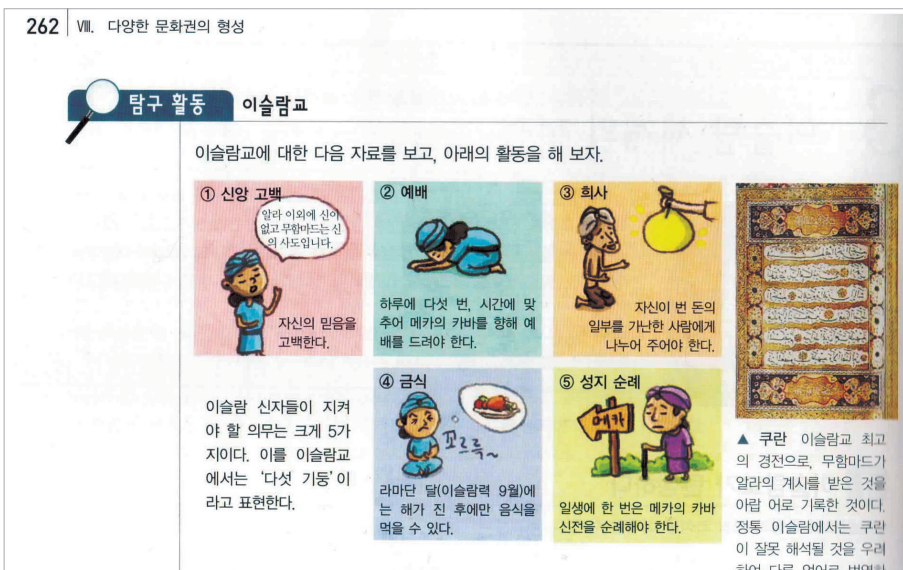 262 Ⅷ. 다양한 문화권의 형성
탐구 활동 이슬람교
이슬람교에 대한 다음 자료를 보고, 아래의 활동을 해 보자.
① 신앙 고백
알라 이외에 신이
없고 무함마드는 신
의 사도입니다.
자신의 믿음을
고백한다.
② 예배
하루에 다섯 번, 시간에 맞
추어 메카의 카바를 향해 예
배를 드려야 한다.
③ 희사
자신이 번 돈의
일부를 가난한 사람에게
나누어 주어야 한다.
이슬람 신자들이 지켜
야 할 의무는 크게 5가
지이다. 이를 이슬람교
에서는 ‘다섯 기둥’이
라고 표현한다.
④ 금식
꼬르륵~
라마단 달(이슬람력 9월)에
는 해가 진 후에만 음식을
먹을 수 있다.
⑤ 성지 순례
메카
일생에 한 번은 메카의 카바
신전을 순례해야 한다.
▲ 쿠란 이슬람교 최고
의 경전으로, 무함마드가
알라의 계시를 받은 것을
아랍 어로 기록한 것이다.
정통 이슬람에서는 쿠란
이 잘못 해석될 것을 우려
하여 다른 언어로